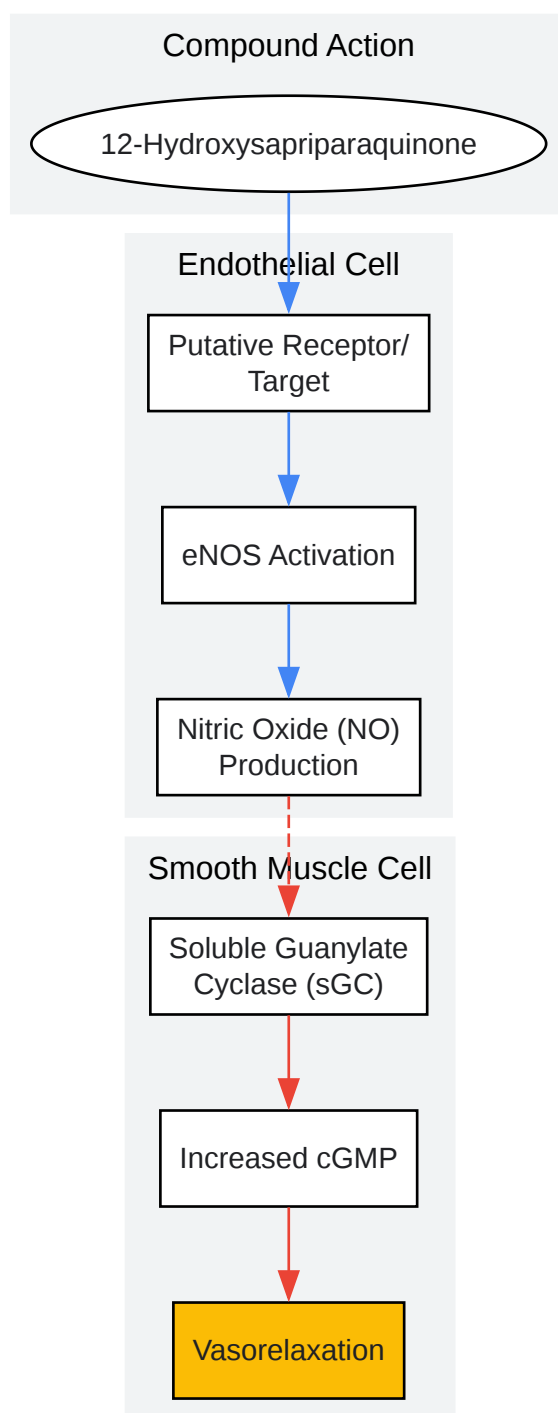 Compound Action
12-Hydroxysapriparaquinone
Endothelial Cell
Putative Receptor/
Target
eNOS Activation
Nitric Oxide (NO)
Production
Smooth Muscle Cell
Soluble Guanylate
Cyclase (sGC)
Increased cGMP
Vasorelaxation